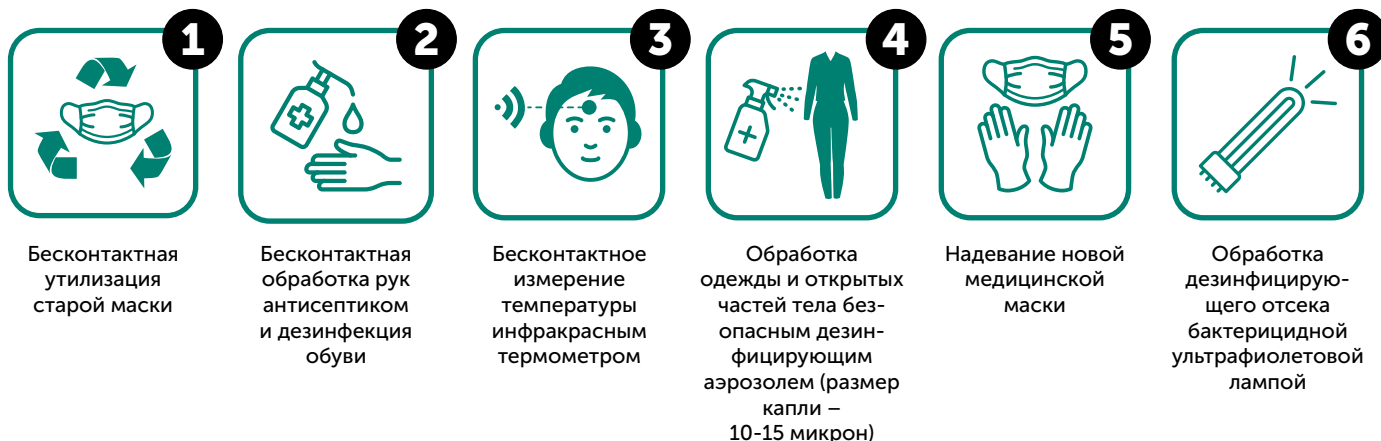 1
Бесконтактная
утилизация
старой маски
2
Бесконтактная
обработка рук
антисептиком
и дезинфекция
обуви
3
Бесконтактное
измерение
температуры
инфракрасным
термометром
4
Обработка
одежды и открытых
частей тела без-
опасным дезин-
фицирующим
аэрозолем (размер
капли –
10-15 микрон)
5
Надевание новой
медицинской
маски
6
Обработка
дезинфицирую-
щего отсека
бактерицидной
ультрафиолетовой
лампой